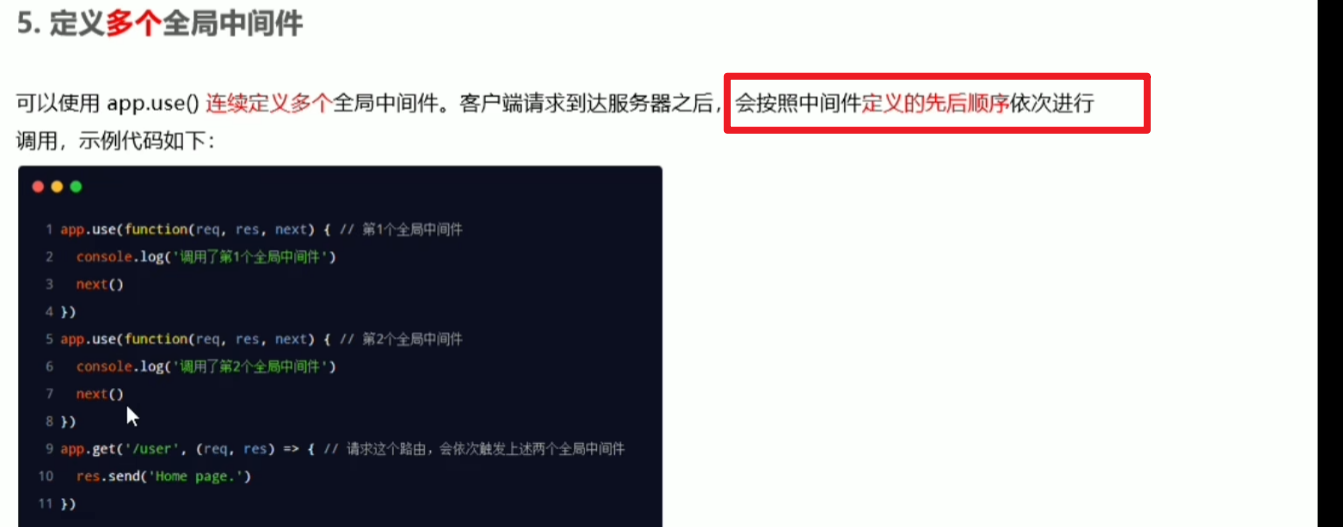 5. 定义多个全局中间件
可以使用 app.use() 连续定义多个全局中间件。客户端请求到达服务器之后，会按照中间件定义的先后顺序依次进行
调用，示例代码如下：
1 app.use(function(req, res, next) { // 第1个全局中间件
2   console.log('调用了第1个全局中间件')
3   next()
4 })
5 app.use(function(req, res, next) { // 第2个全局中间件
6   console.log('调用了第2个全局中间件')
7   next()
8 })
9 app.get('/user', (req, res) => { // 请求这个路由，会依次触发上述两个全局中间件
10   res.send('Home page.')
11 })